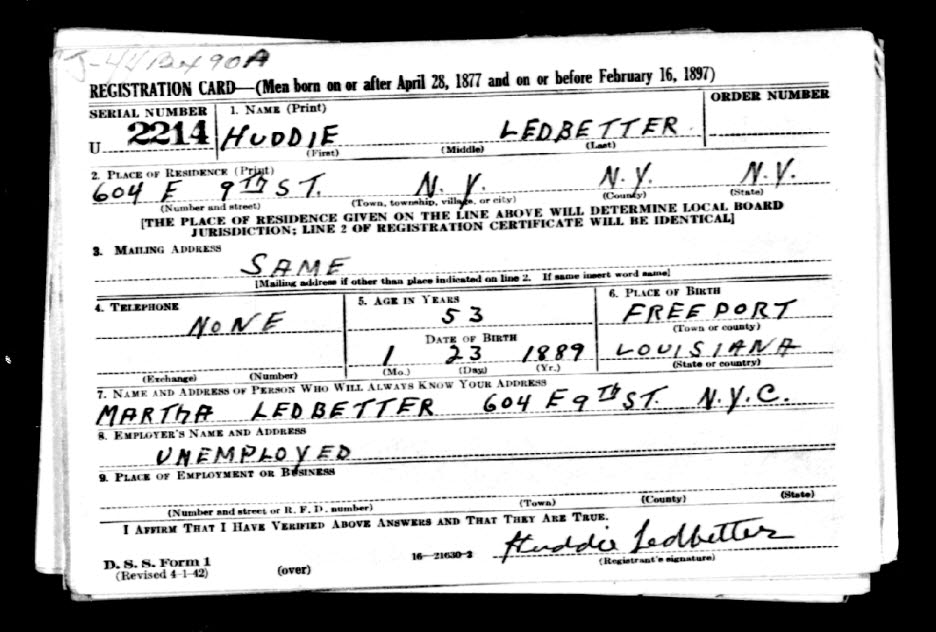 J-44 Box 90A
REGISTRATION CARD—(Men born on or after April 28, 1877 and on or before February 16, 1897)
SERIAL NUMBER 1. NAME (Print) ORDER NUMBER
U 2214 HUDDIE LEDBETTER
(First) (Middle) (Last)
2. PLACE OF RESIDENCE (Print)
604 E 9TH ST. N.Y. N.Y. N.Y.
(Number and street) (Town, township, village, or city) (County) (State)
[THE PLACE OF RESIDENCE GIVEN ON THE LINE ABOVE WILL DETERMINE LOCAL BOARD
JURISDICTION; LINE 2 OF REGISTRATION CERTIFICATE WILL BE IDENTICAL]
3. MAILING ADDRESS
SAME
[Mailing address if other than place indicated on line 2. If same insert word same]
4. TELEPHONE 5. AGE IN YEARS 6. PLACE OF BIRTH
NONE 53 FREEPORT
(Town or county)
DATE OF BIRTH
1 23 1889 LOUISIANA
(Exchange) (Number) (Mo.) (Day) (Yr.) (State or country)
7. NAME AND ADDRESS OF PERSON WHO WILL ALWAYS KNOW YOUR ADDRESS
MARTHA LEDBETTER 604 E 9TH ST. N.Y.C.
8. EMPLOYER'S NAME AND ADDRESS
UNEMPLOYED
9. PLACE OF EMPLOYMENT OR BUSINESS
(Number and street or R. F. D. number) (Town) (County) (State)
I AFFIRM THAT I HAVE VERIFIED ABOVE ANSWERS AND THAT THEY ARE TRUE.
D. S. S. Form 1 16—21630-2 Huddie Ledbetter
(Revised 4-1-42) (over) (Registrant's signature)